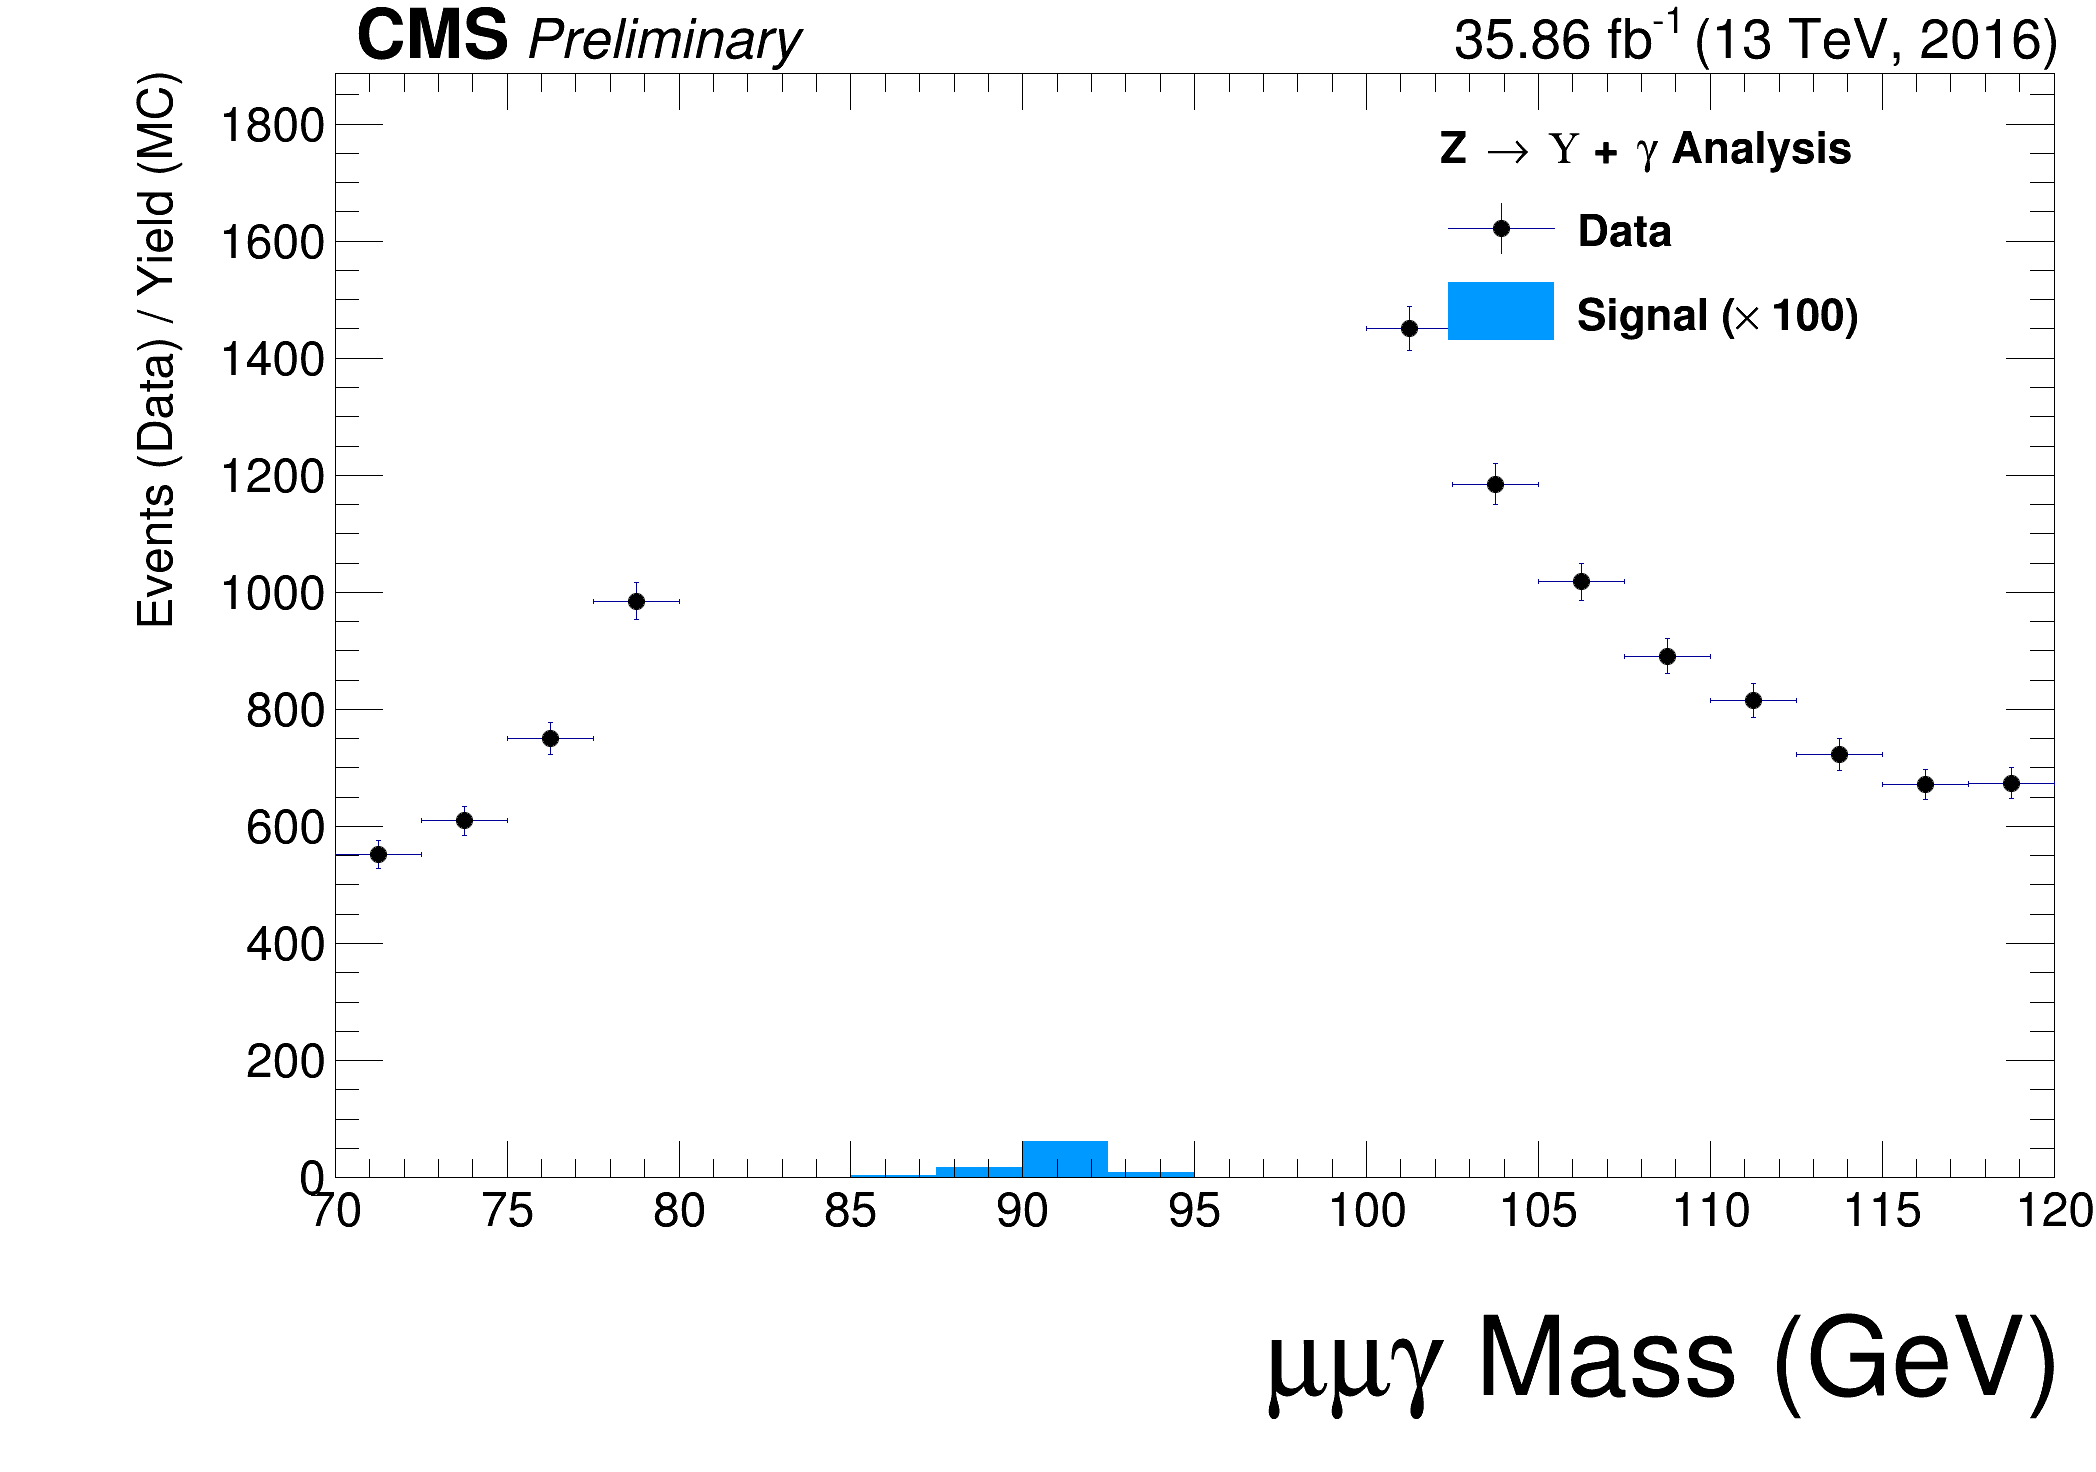 CMS Preliminary 35.86 fb⁻¹ (13 TeV, 2016)
Events (Data) / Yield (MC)
Z → ϒ + γ Analysis
Data
Signal (× 100)
1800
1600
1400
1200
1000
800
600
400
200
0
70 75 80 85 90 95 100 105 110 115 120
μμγ Mass (GeV)